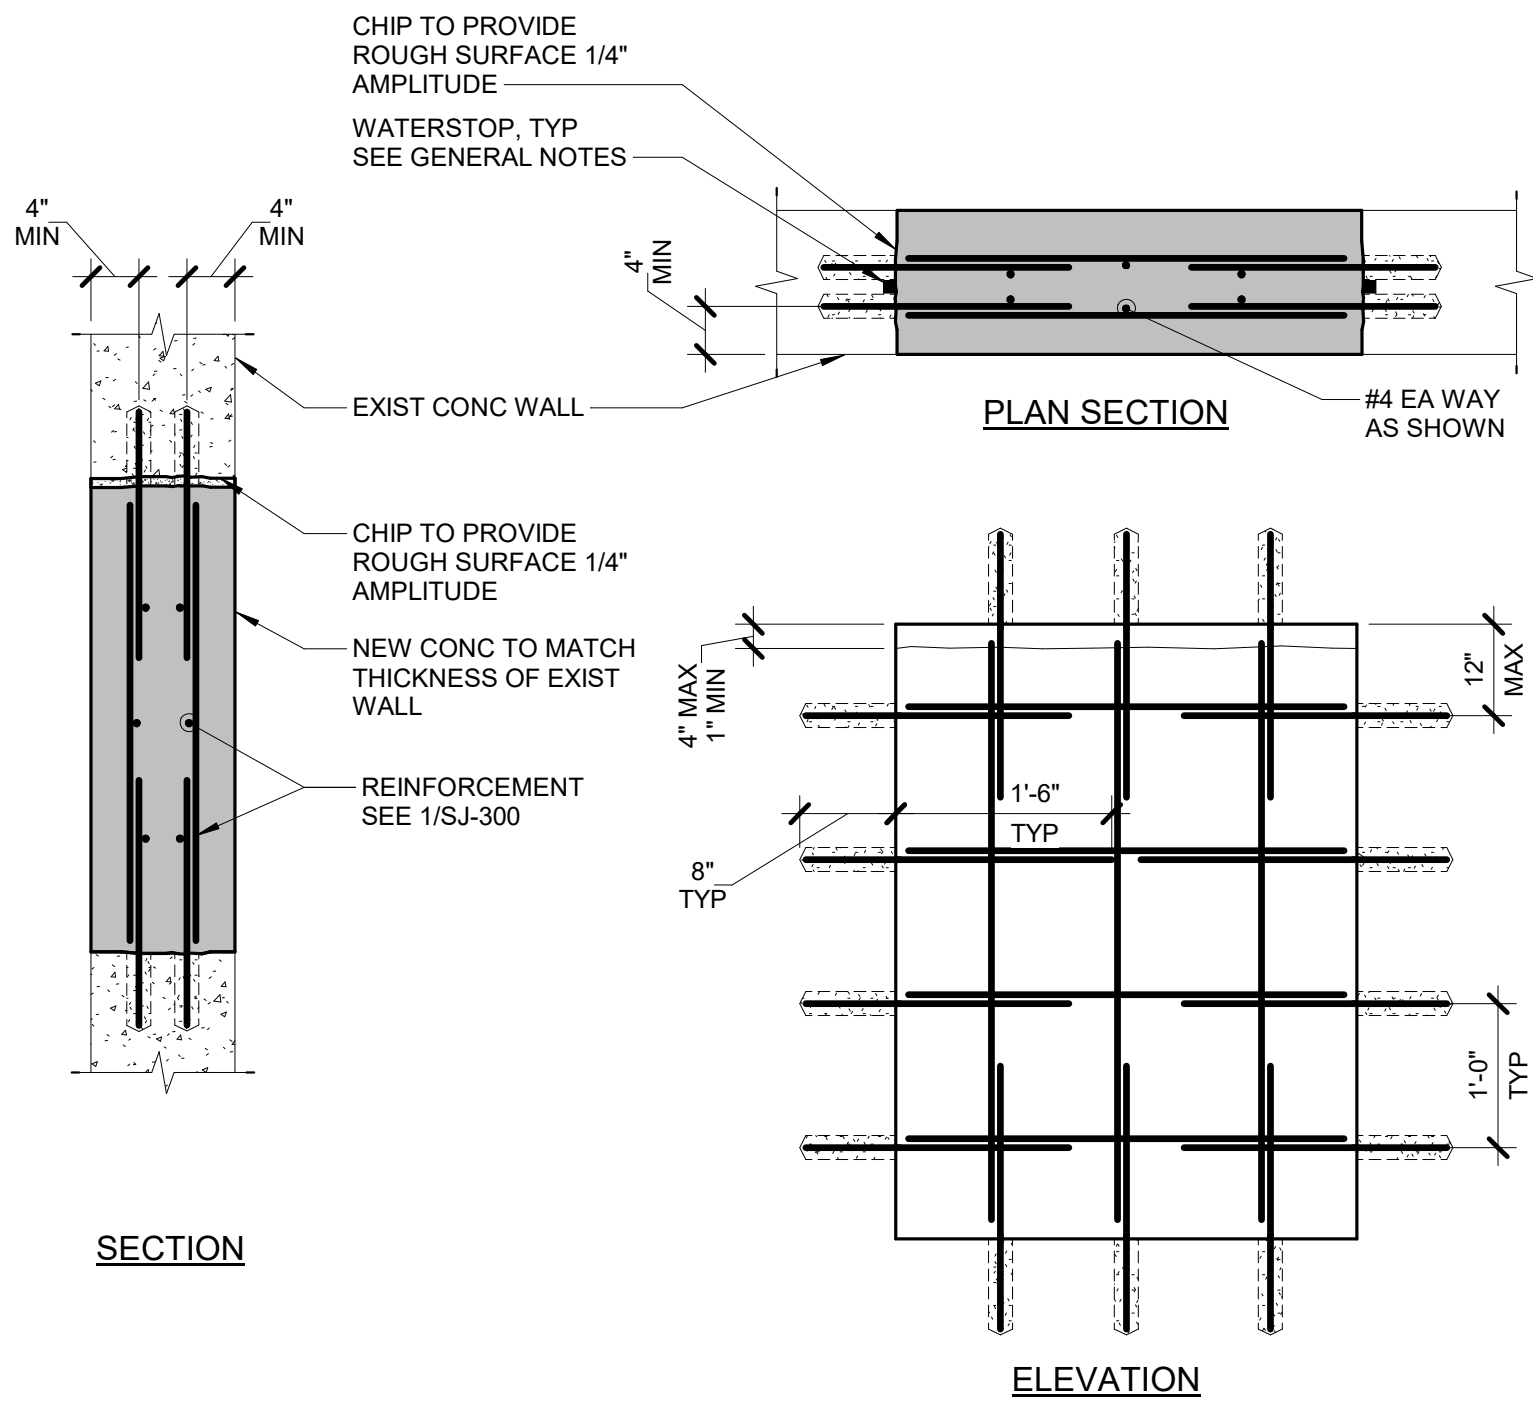 CHIP TO PROVIDE
ROUGH SURFACE 1/4"
AMPLITUDE
WATERSTOP, TYP
SEE GENERAL NOTES
4"
MIN
4"
MIN
4"
MIN
EXIST CONC WALL
PLAN SECTION
#4 EA WAY
AS SHOWN
CHIP TO PROVIDE
ROUGH SURFACE 1/4"
AMPLITUDE
NEW CONC TO MATCH
THICKNESS OF EXIST
WALL
REINFORCEMENT
SEE 1/SJ-300
SECTION
4" MAX
1" MIN
12"
MAX
1'-6"
TYP
8"
TYP
1'-0"
TYP
ELEVATION